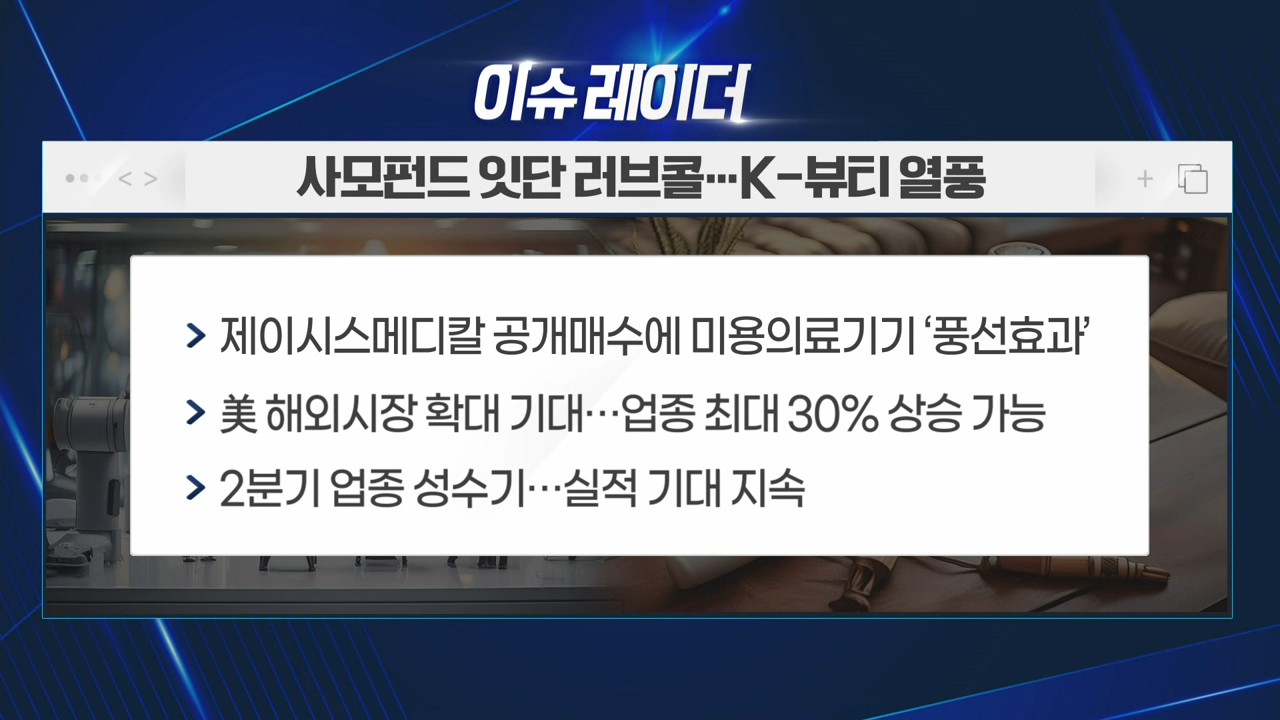 이슈 레이더
사모펀드 잇단 러브콜…K-뷰티 열풍
제이시스메디칼 공개매수에 미용의료기기 ‘풍선효과’
美 해외시장 확대 기대…업종 최대 30% 상승 가능
2분기 업종 성수기…실적 기대 지속